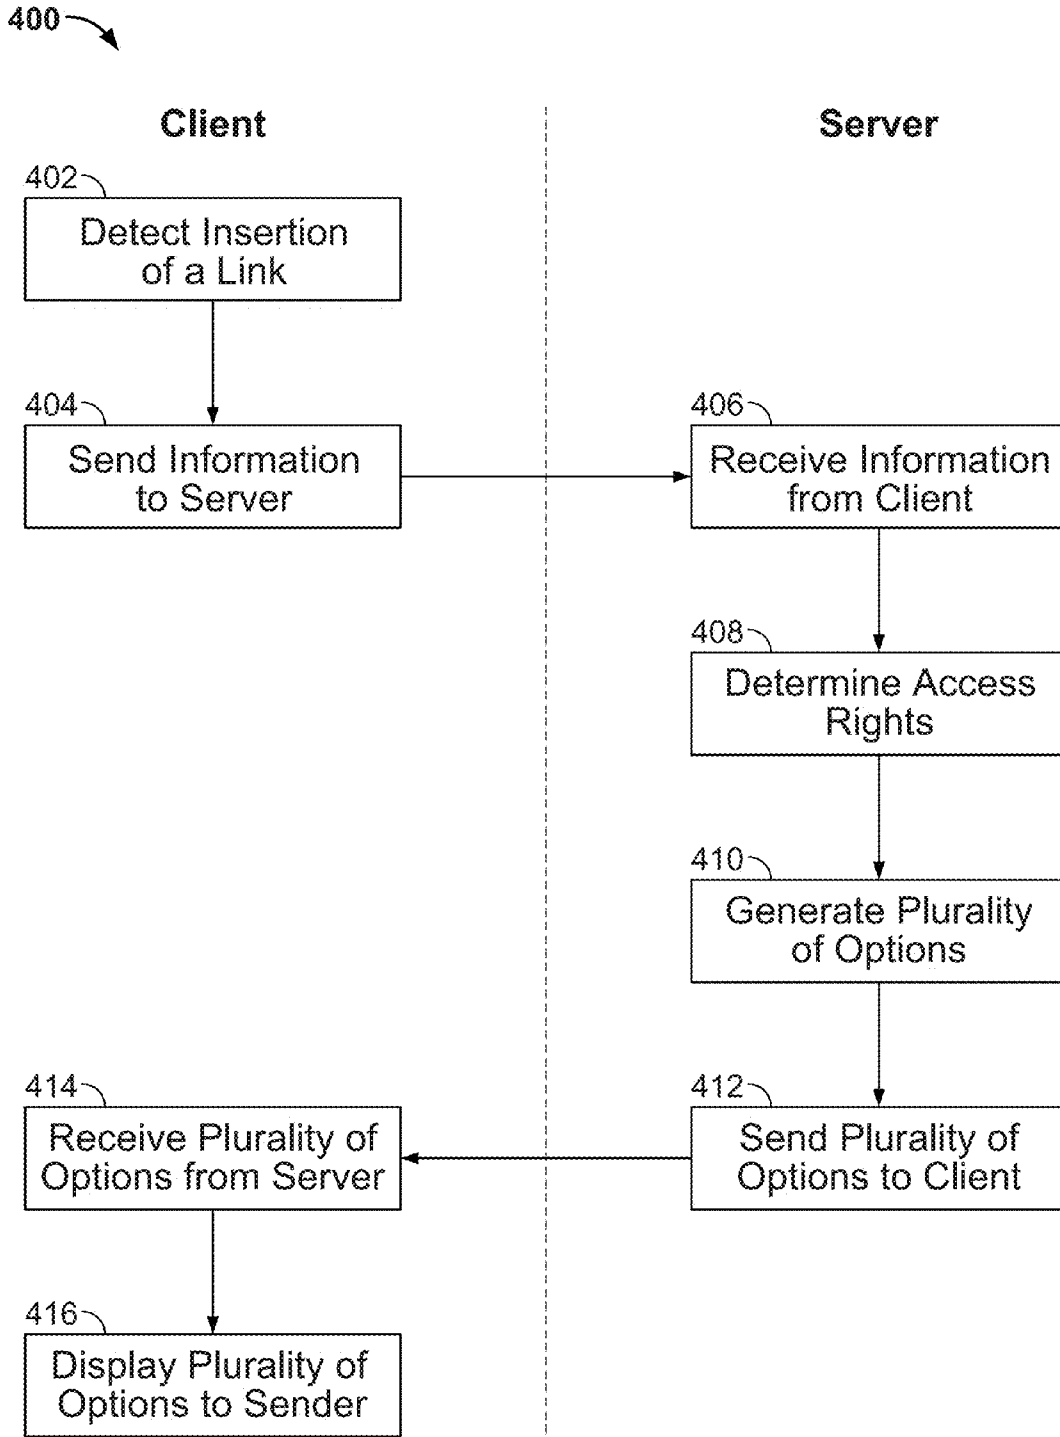 400
Client
Server
402
Detect Insertion
of a Link
404
Send Information
to Server
406
Receive Information
from Client
408
Determine Access
Rights
410
Generate Plurality
of Options
412
Send Plurality of
Options to Client
414
Receive Plurality of
Options from Server
416
Display Plurality of
Options to Sender